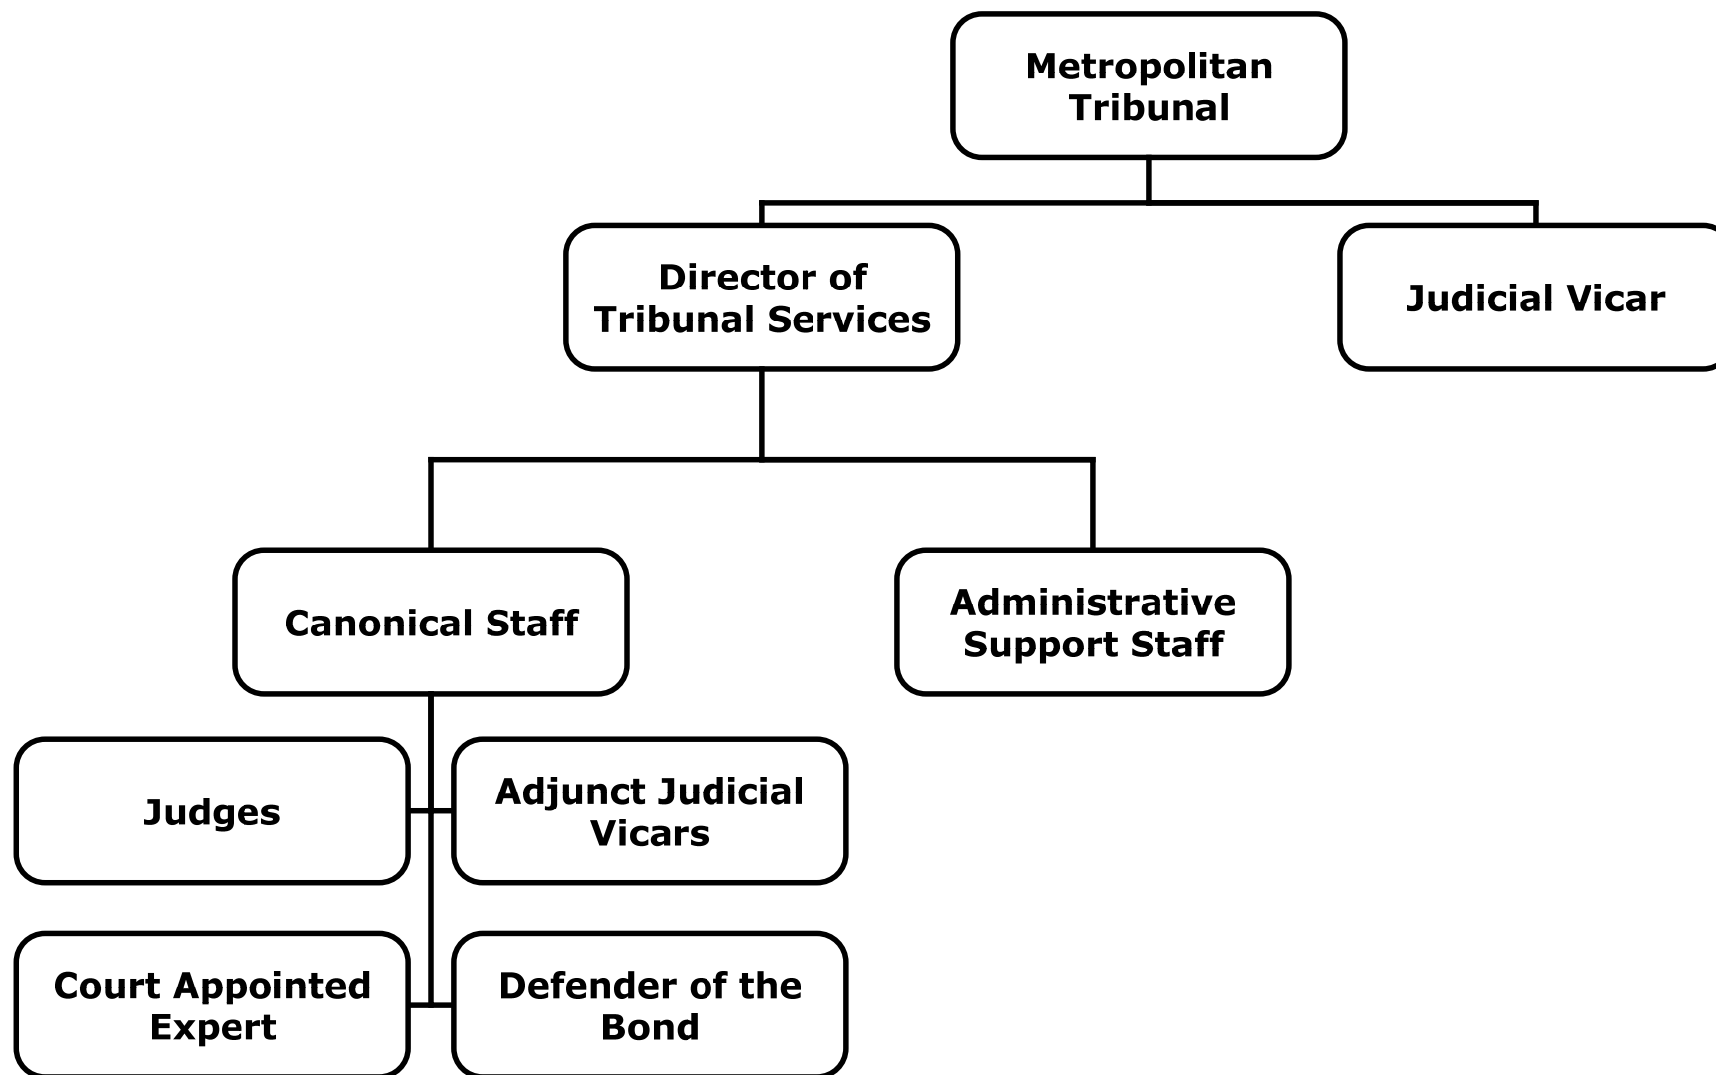 Metropolitan
Tribunal
Director of
Tribunal Services
Judicial Vicar
Canonical Staff
Administrative
Support Staff
Judges
Adjunct Judicial
Vicars
Court Appointed
Expert
Defender of the
Bond